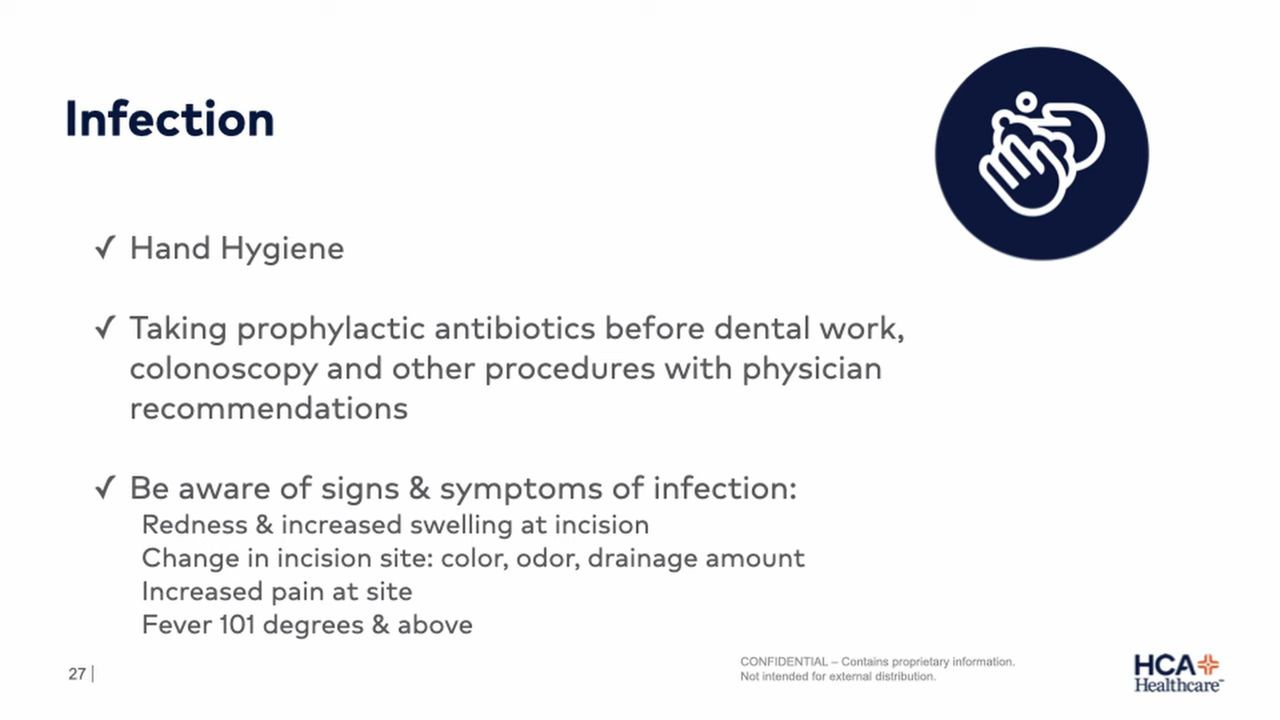 Infection
✓ Hand Hygiene
✓ Taking prophylactic antibiotics before dental work,
colonoscopy and other procedures with physician
recommendations
✓ Be aware of signs & symptoms of infection:
Redness & increased swelling at incision
Change in incision site: color, odor, drainage amount
Increased pain at site
Fever 101 degrees & above
27 |
CONFIDENTIAL – Contains proprietary information.
Not intended for external distribution.
HCA
Healthcare™